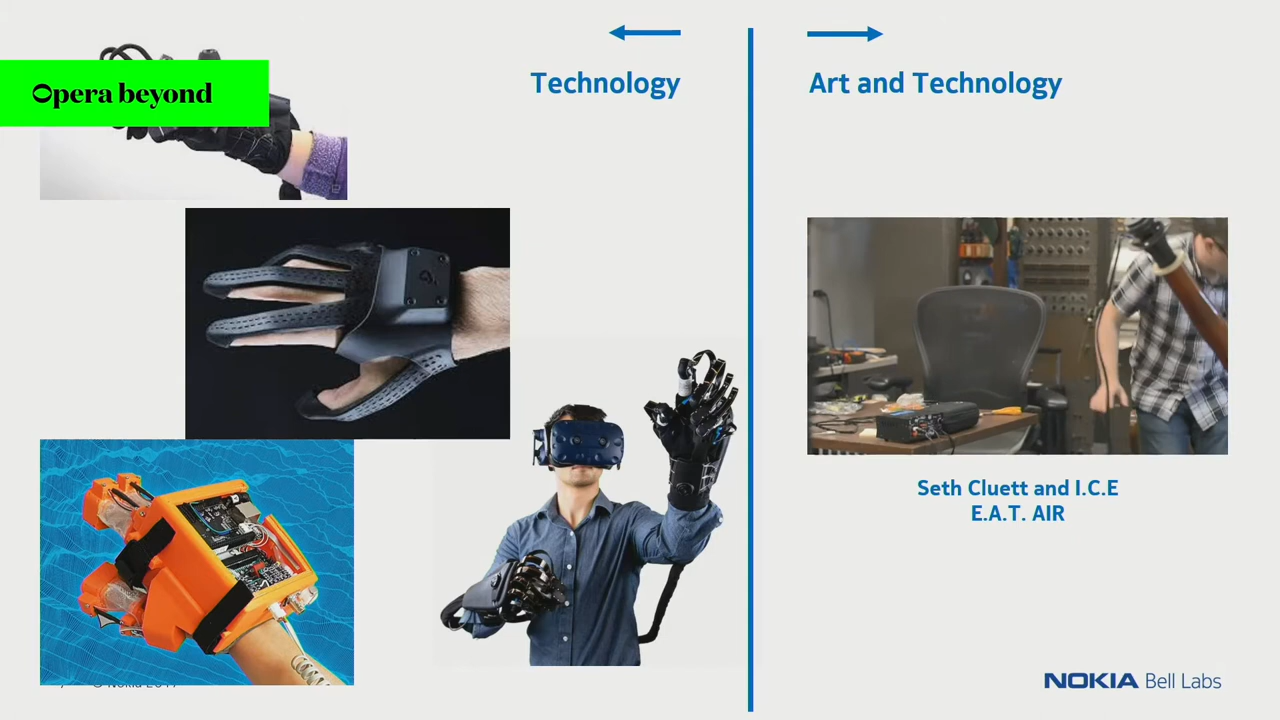 Opera beyond
Technology
Art and Technology
Seth Cluett and I.C.E
E.A.T. AIR
NOKIA Bell Labs